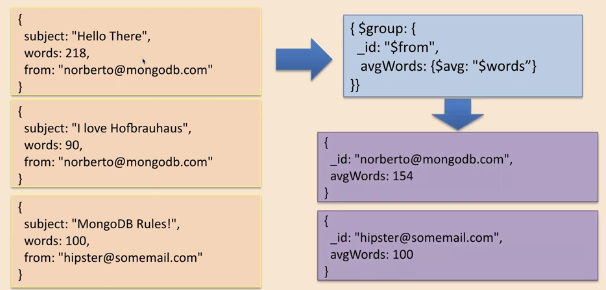 {
subject: "Hello There",
words: 218,
from: "norberto@mongodb.com"
}
{
subject: "I love Hofbrauhaus",
words: 90,
from: "norberto@mongodb.com"
}
{
subject: "MongoDB Rules!",
words: 100,
from: "hipster@somemail.com"
}
{ $group: {
_id: "$from",
avgWords: {$avg: "$words”}
}}
{
_id: "norberto@mongodb.com",
avgWords: 154
}
{
_id: "hipster@somemail.com",
avgWords: 100
}